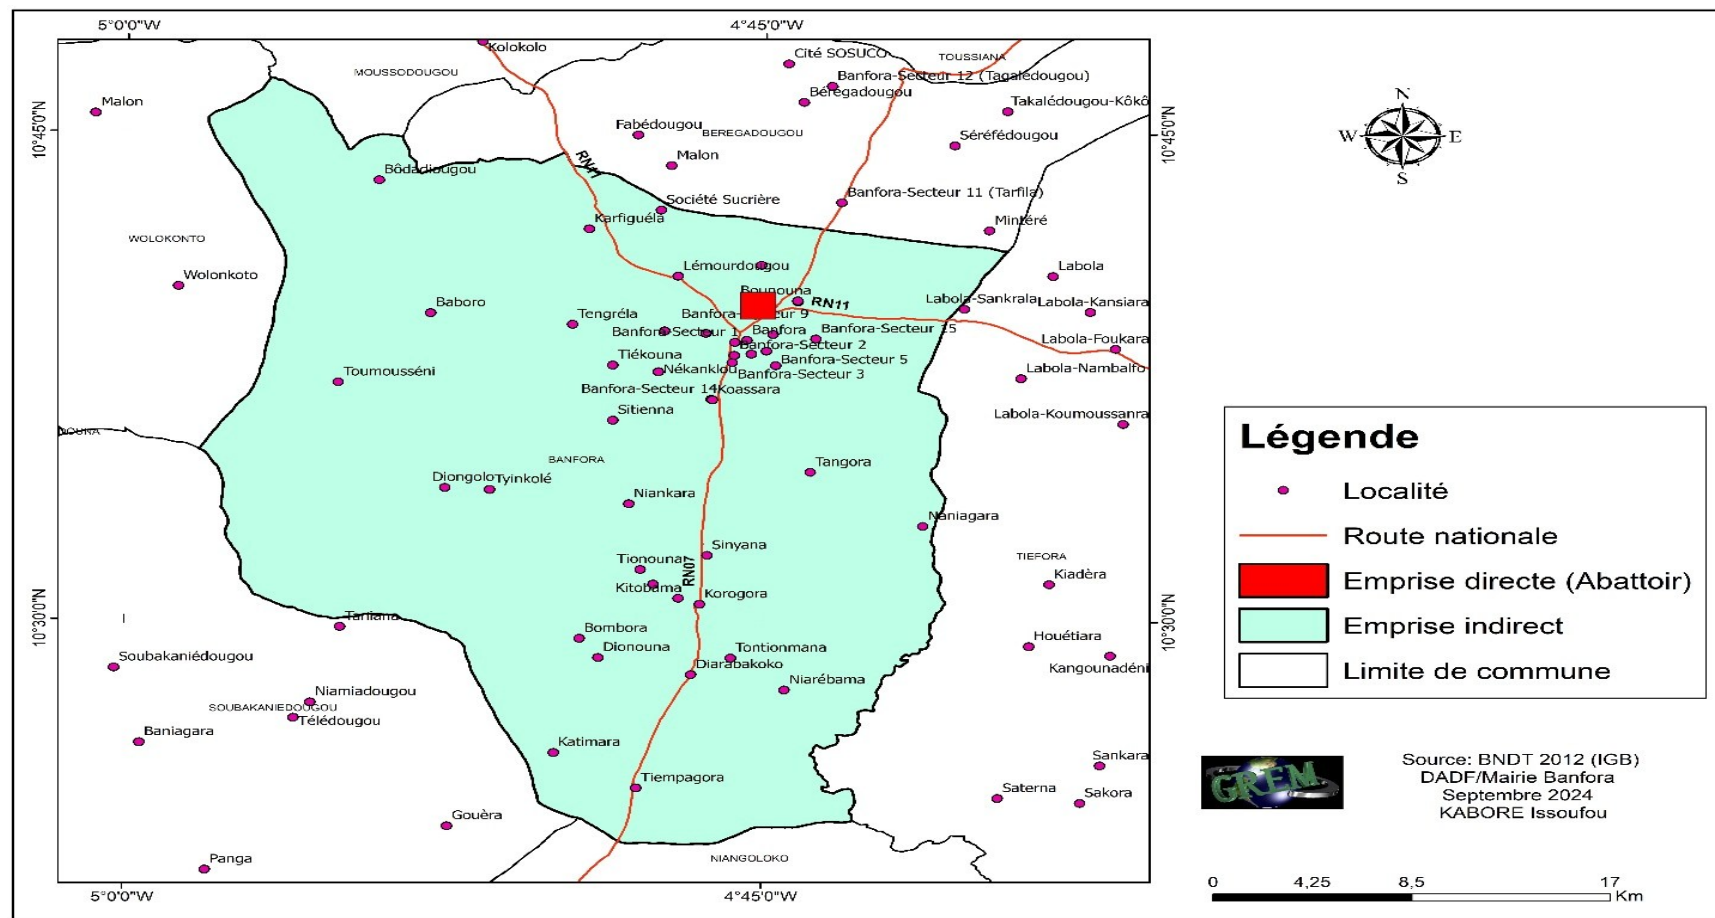 5°0'0"W
4°45'0"W
Kolokolo
Cité SOSUCO
TOUSSIANA
MOUSSODOUGOU
Banfora-Secteur 12 (Tagaledougou)
Malon
Béregadougou
Takalédougou-Kôkô
10°45'0"N
10°45'0"N
Fabédougou
BEREGADOUGOU
Séréfédougou
Malon
RN11
Bôdadiougou
Banfora-Secteur 11 (Tarfila)
Société Sucrière
Karfiguéla
Mintéré
WOLOKONTO
Wolonkoto
Lémourdougou
Labola
Bounouna
RN11
Baboro
Labola-Sankrala
Labola-Kansiara
Tengréla
Banfora-Secteur 9
Banfora-Secteur 1
Banfora
Banfora-Secteur 15
Labola-Foukara
Banfora-Secteur 2
Tiékouna
Nékanklou
Banfora-Secteur 5
Banfora-Secteur 3
Toumousséni
Labola-Nambalfo
Banfora-Secteur 14
Koassara
Sitienna
Labola-Koumoussanra
BANFORA
Tangora
Diongolo
Tyinkolé
Niankara
Naniagara
Sinyana
Tionouna
TIEFORA
RN07
Kitobama
Korogora
Kiadèra
10°30'0"N
10°30'0"N
Bombora
Dionouna
Tontionmana
Houétiara
Soubakaniédougou
Diarabakoko
Kangounadéni
Niarébama
Niamiadougou
SOUBAKANIEDOUGOU
Télédougou
Baniagara
Katimara
Sankara
Tiempagora
Saterna
Sakora
Gouèra
Panga
NIANGOLOKO
5°0'0"W
4°45'0"W
N
W
E
S
Légende
Localité
Route nationale
Emprise directe (Abattoir)
Emprise indirect
Limite de commune
GREM
Source: BNDT 2012 (IGB)
DADF/Mairie Banfora
Septembre 2024
KABORE Issoufou
0
4,25
8,5
17
Km